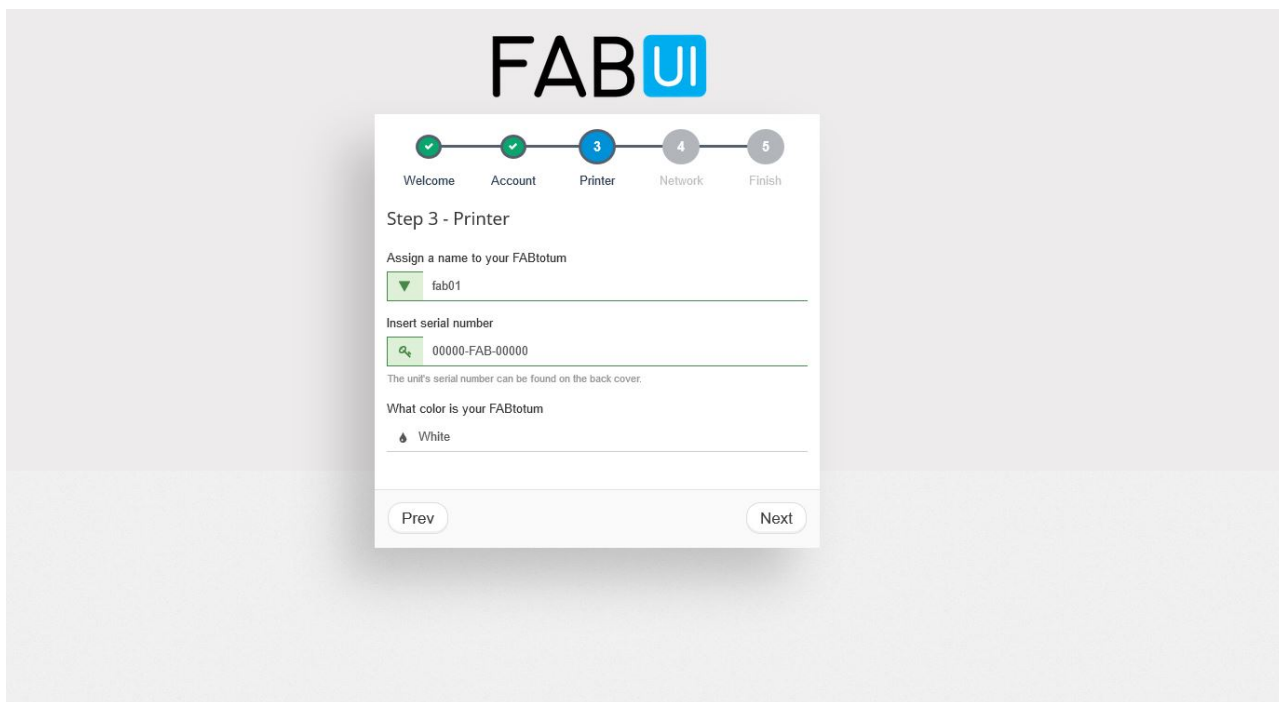 FABUI
3 4 5
Welcome Account Printer Network Finish
Step 3 - Printer
Assign a name to your FABtotum
fab01
Insert serial number
00000-FAB-00000
The unit's serial number can be found on the back cover.
What color is your FABtotum
White
Prev Next